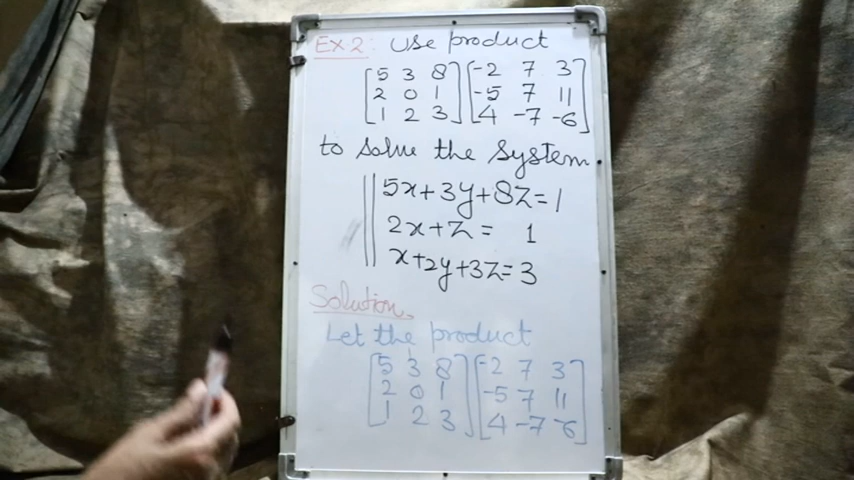 Ex.2: Use product
[5 3 8] [-2 7 3]
[2 0 1] [-5 7 11]
[1 2 3] [4 -7 -6]
to solve the System
5x+3y+8z=1
2x+z= 1
x+2y+3z=3
Solution.
Let the product
[5 3 8] [-2 7 3]
[2 0 1] [-5 7 11]
[1 2 3] [4 -7 -6]